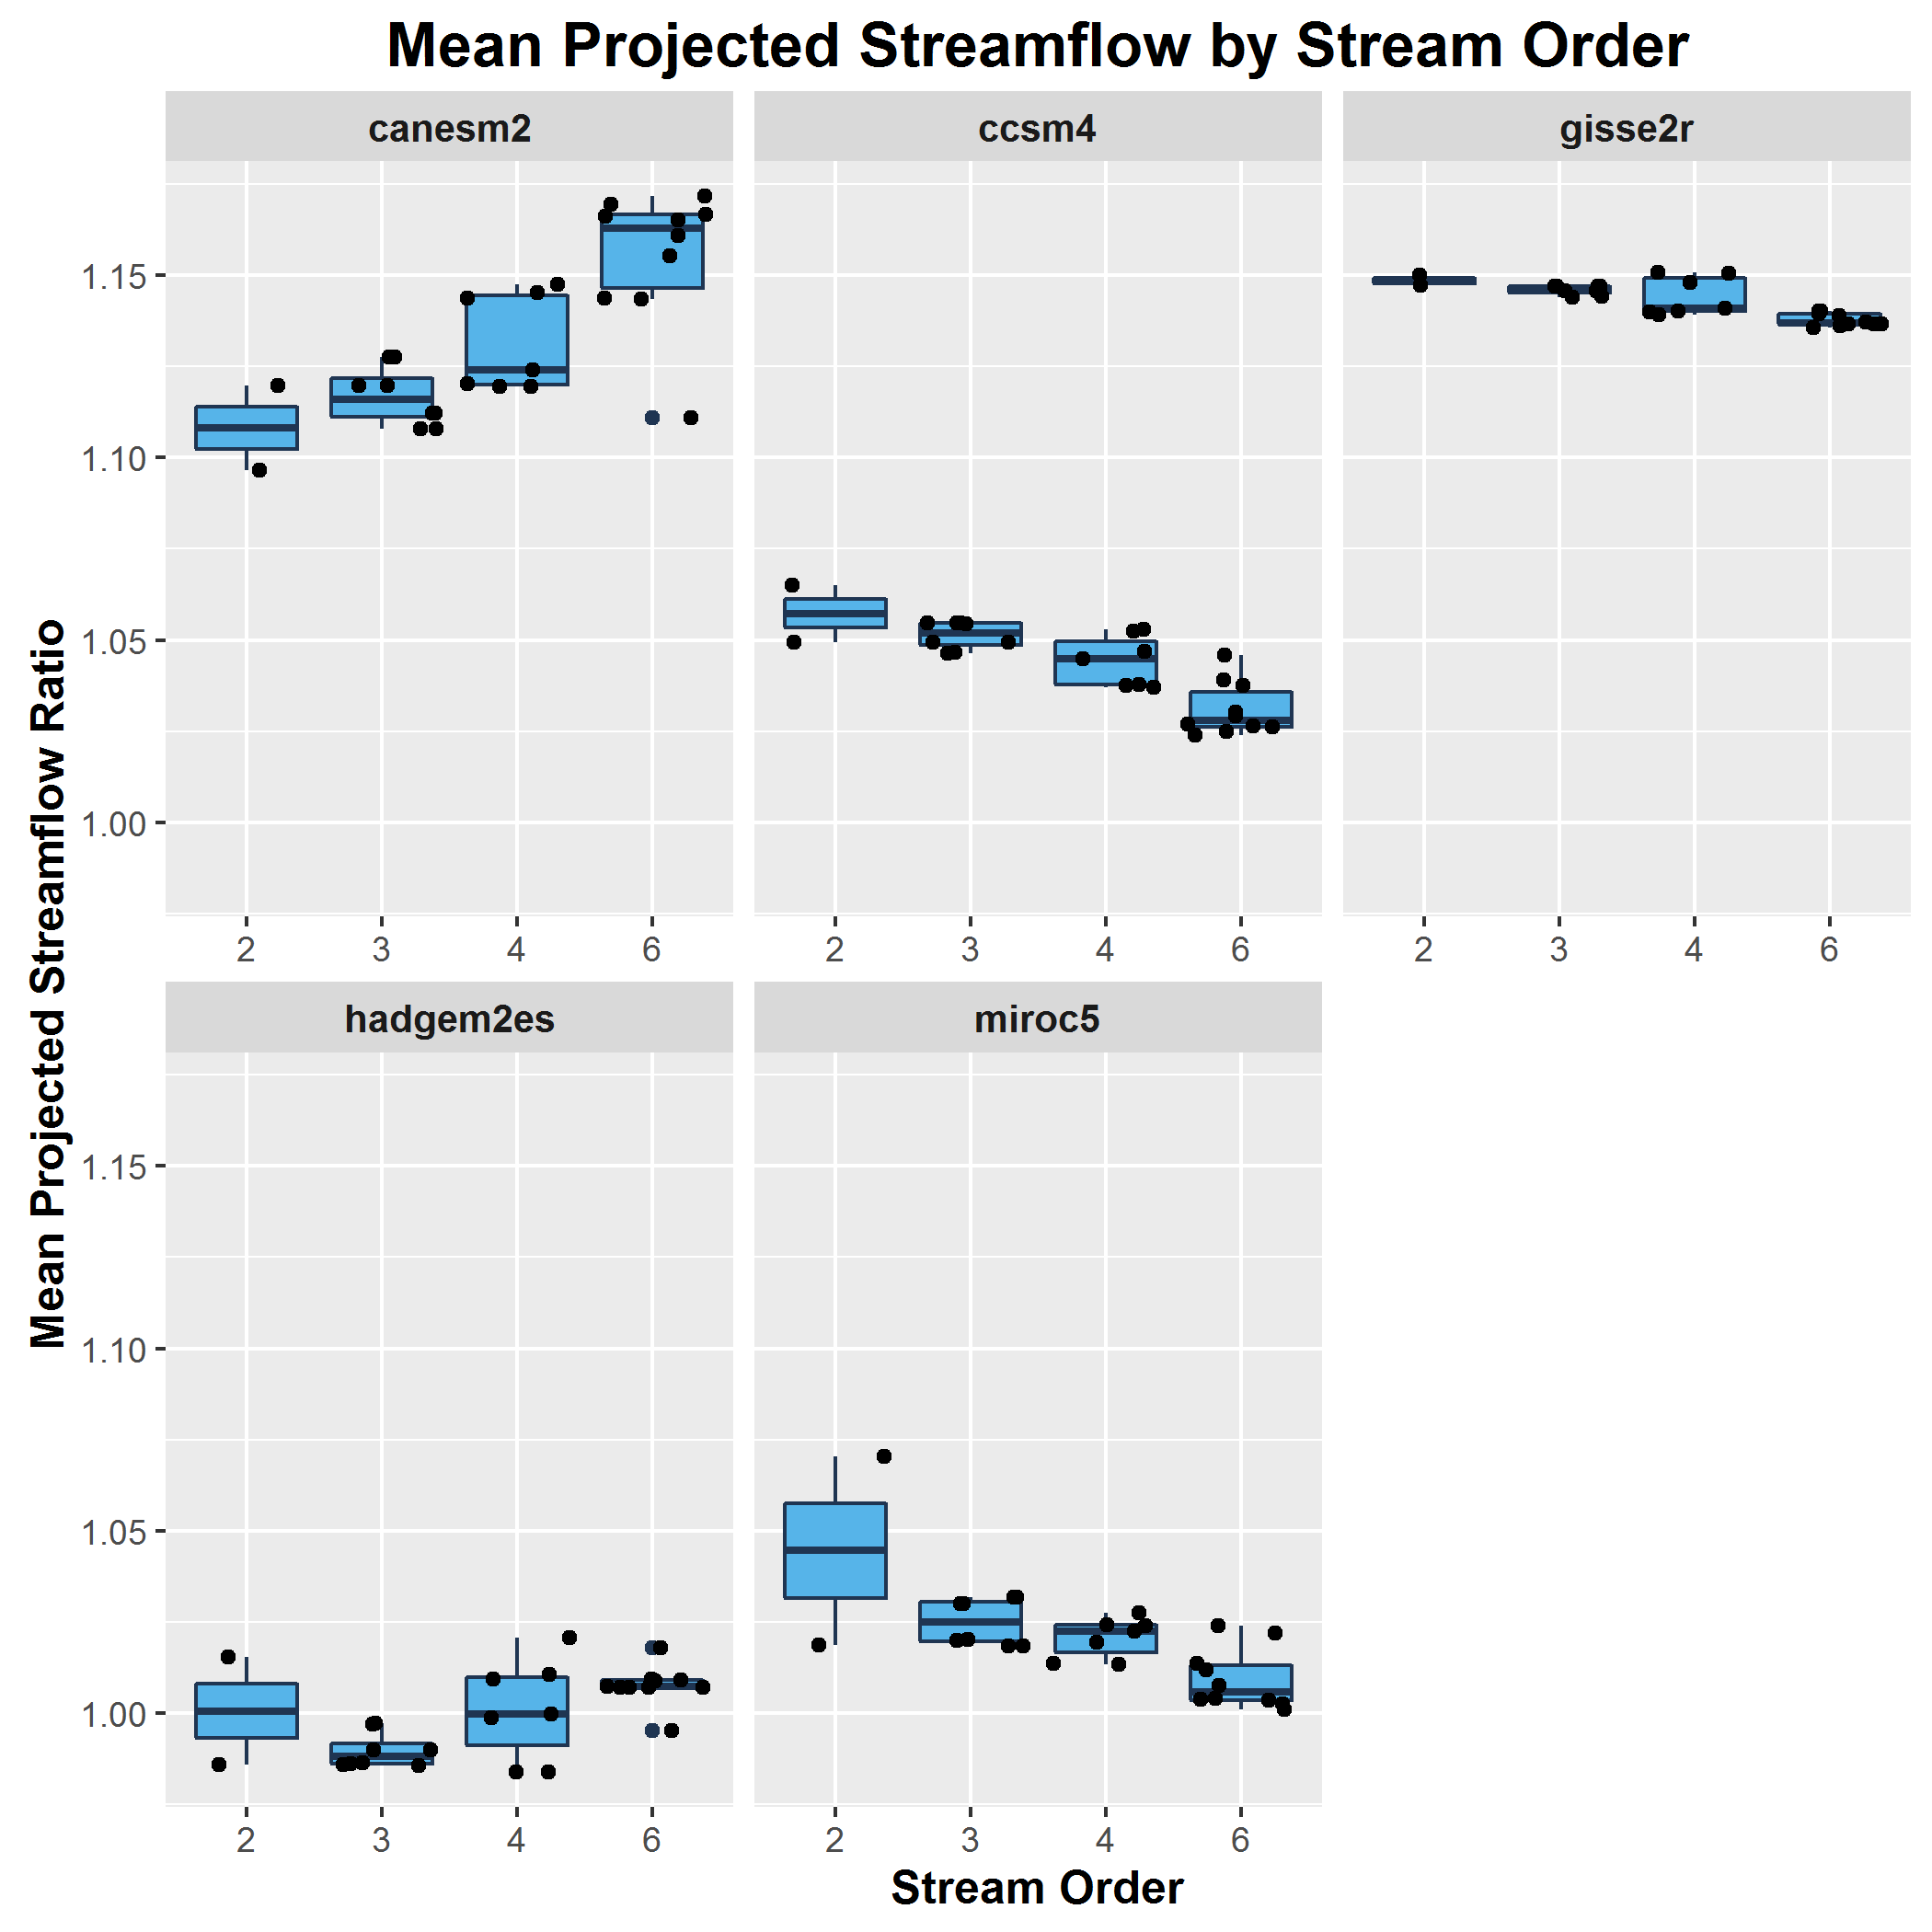 Mean Projected Streamflow by Stream Order
canesm2 ccsm4 gisse2r
1.15
1.10
1.05
1.00
2 3 4 6 2 3 4 6 2 3 4 6
Mean Projected Streamflow Ratio
hadgem2es miroc5
1.15
1.10
1.05
1.00
2 3 4 6 2 3 4 6
Stream Order